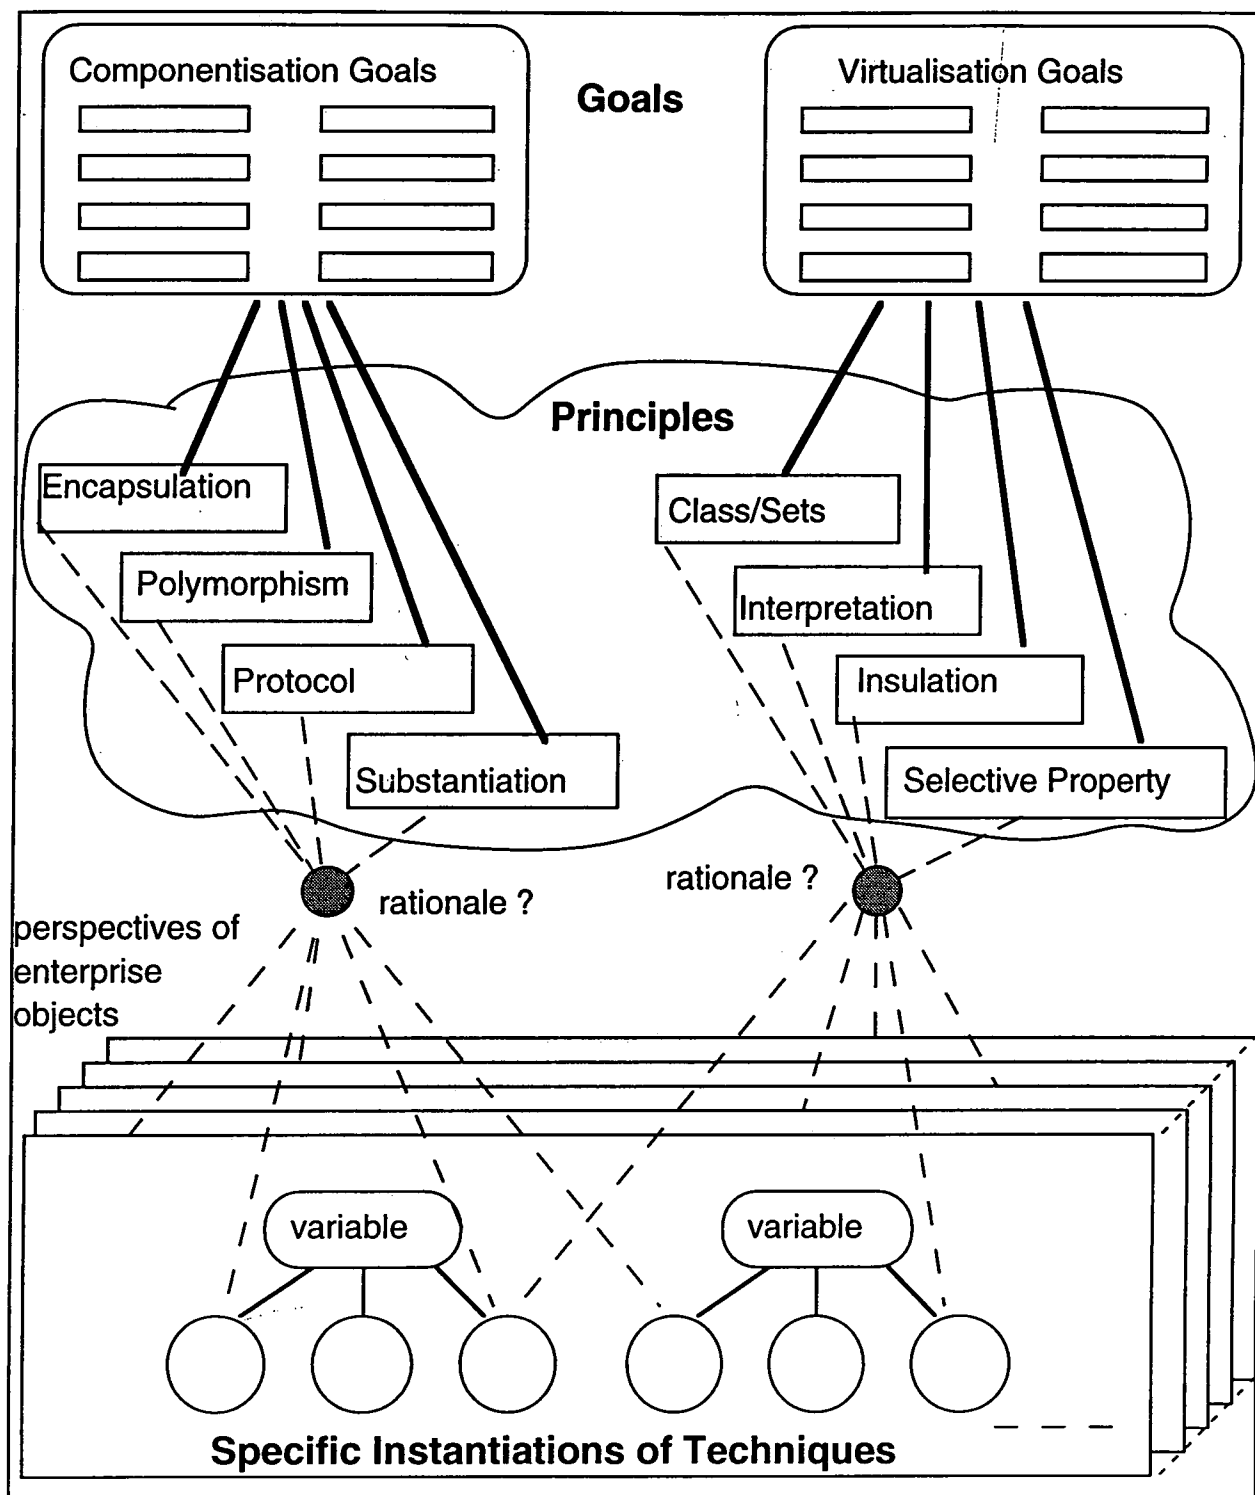 Componentisation Goals
Goals
Virtualisation Goals
Principles
Encapsulation
Polymorphism
Protocol
Substantiation
Class/Sets
Interpretation
Insulation
Selective Property
rationale ?
rationale ?
perspectives of
enterprise
objects
variable
variable
Specific Instantiations of Techniques